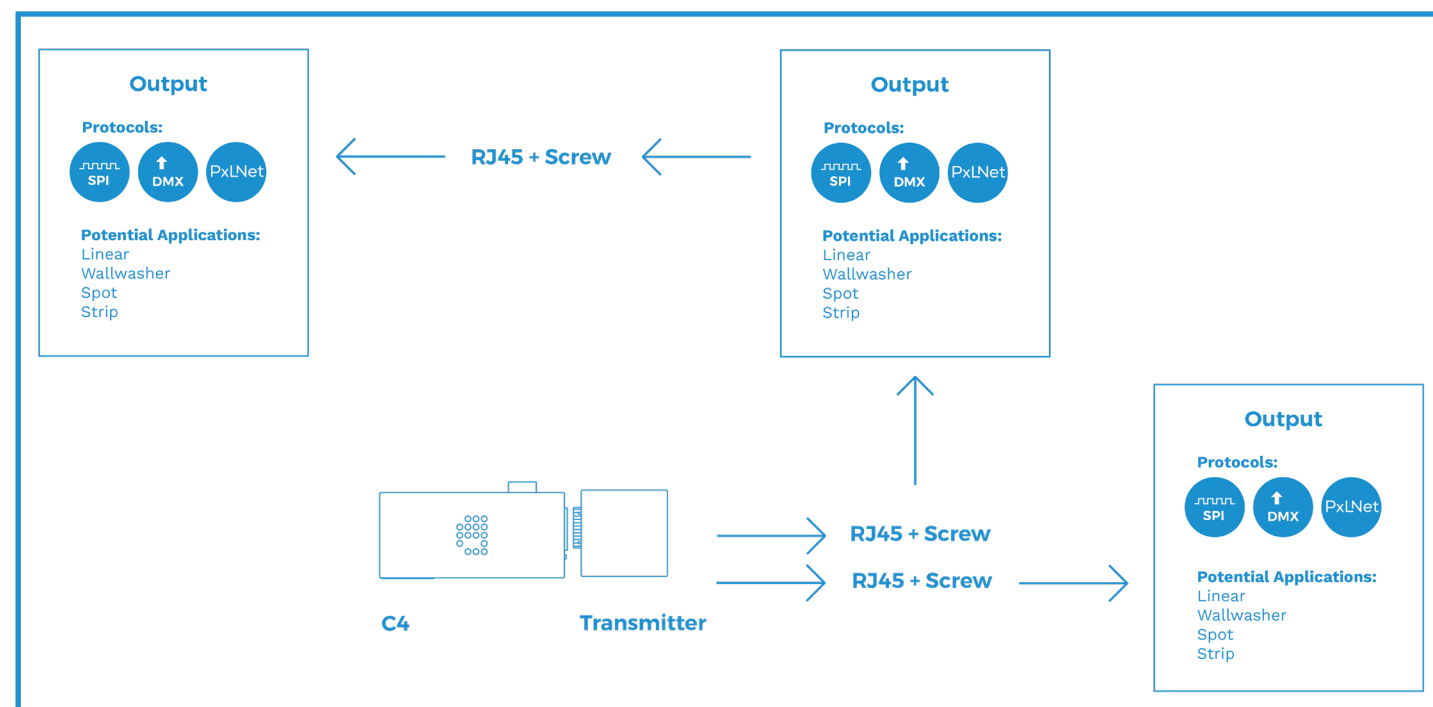 Output
Protocols:
SPI
DMX
PxLNet
Potential Applications:
Linear
Wallwasher
Spot
Strip
RJ45 + Screw
Output
Protocols:
SPI
DMX
PxLNet
Potential Applications:
Linear
Wallwasher
Spot
Strip
C4
Transmitter
RJ45 + Screw
RJ45 + Screw
Output
Protocols:
SPI
DMX
PxLNet
Potential Applications:
Linear
Wallwasher
Spot
Strip